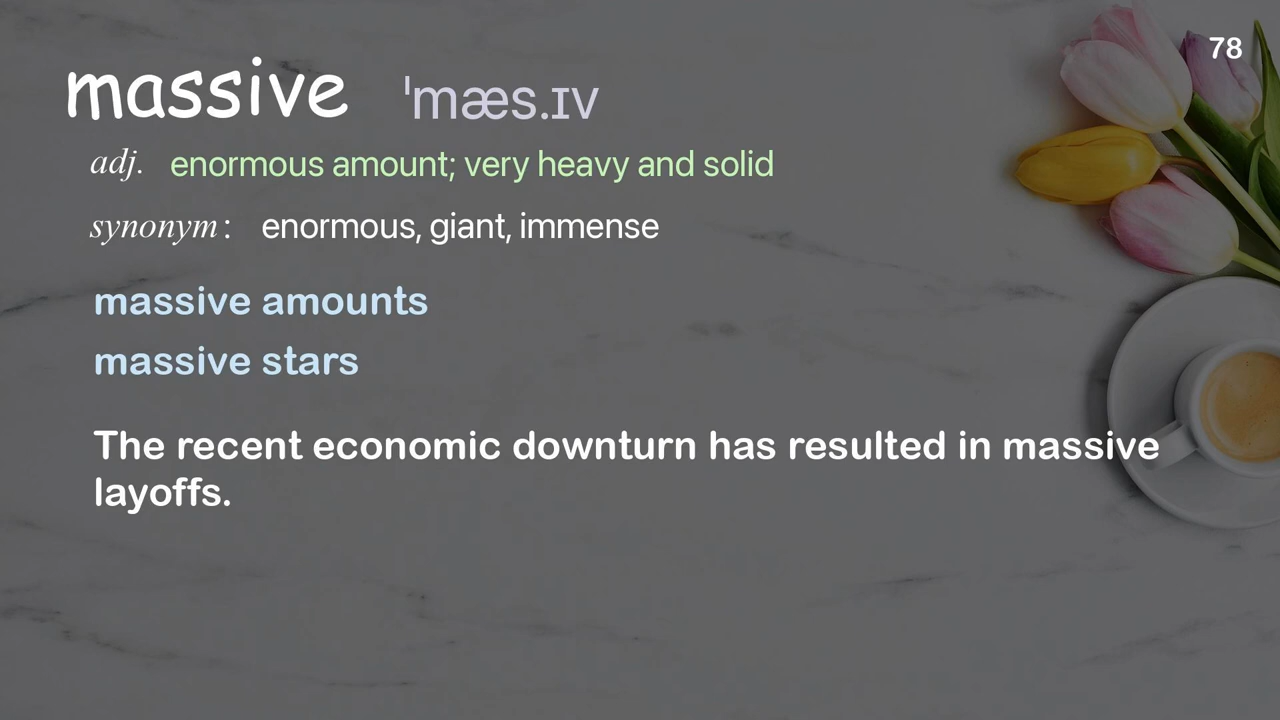 78
massive ˈmæs.ɪv
adj. enormous amount; very heavy and solid
synonym: enormous, giant, immense
massive amounts
massive stars
The recent economic downturn has resulted in massive
layoffs.